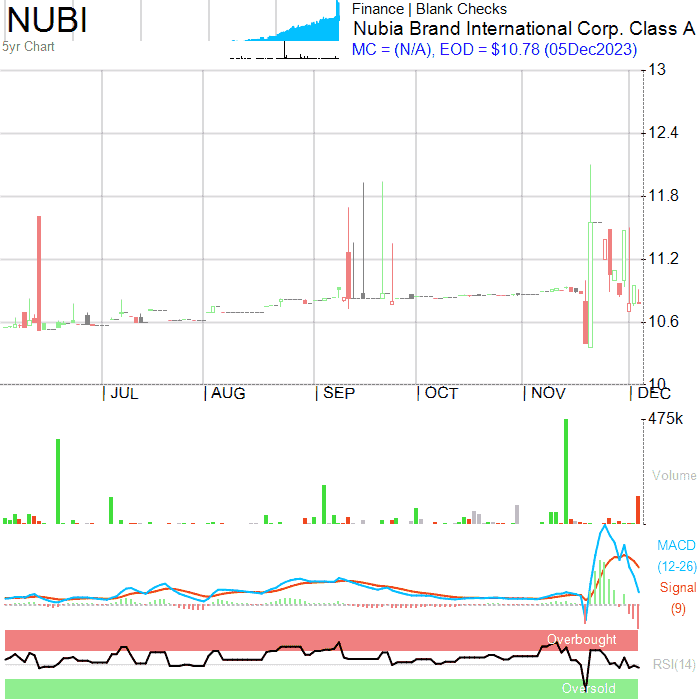 NUBI
5yr Chart
Finance | Blank Checks
Nubia Brand International Corp. Class A
MC = (N/A), EOD = $10.78 (05Dec2023)
13
12.4
11.8
11.2
10.6
10
| JUL | AUG | SEP | OCT | NOV | DEC
475k
Volume
MACD
(12-26)
Signal
(9)
Overbought
RSI(14)
Oversold